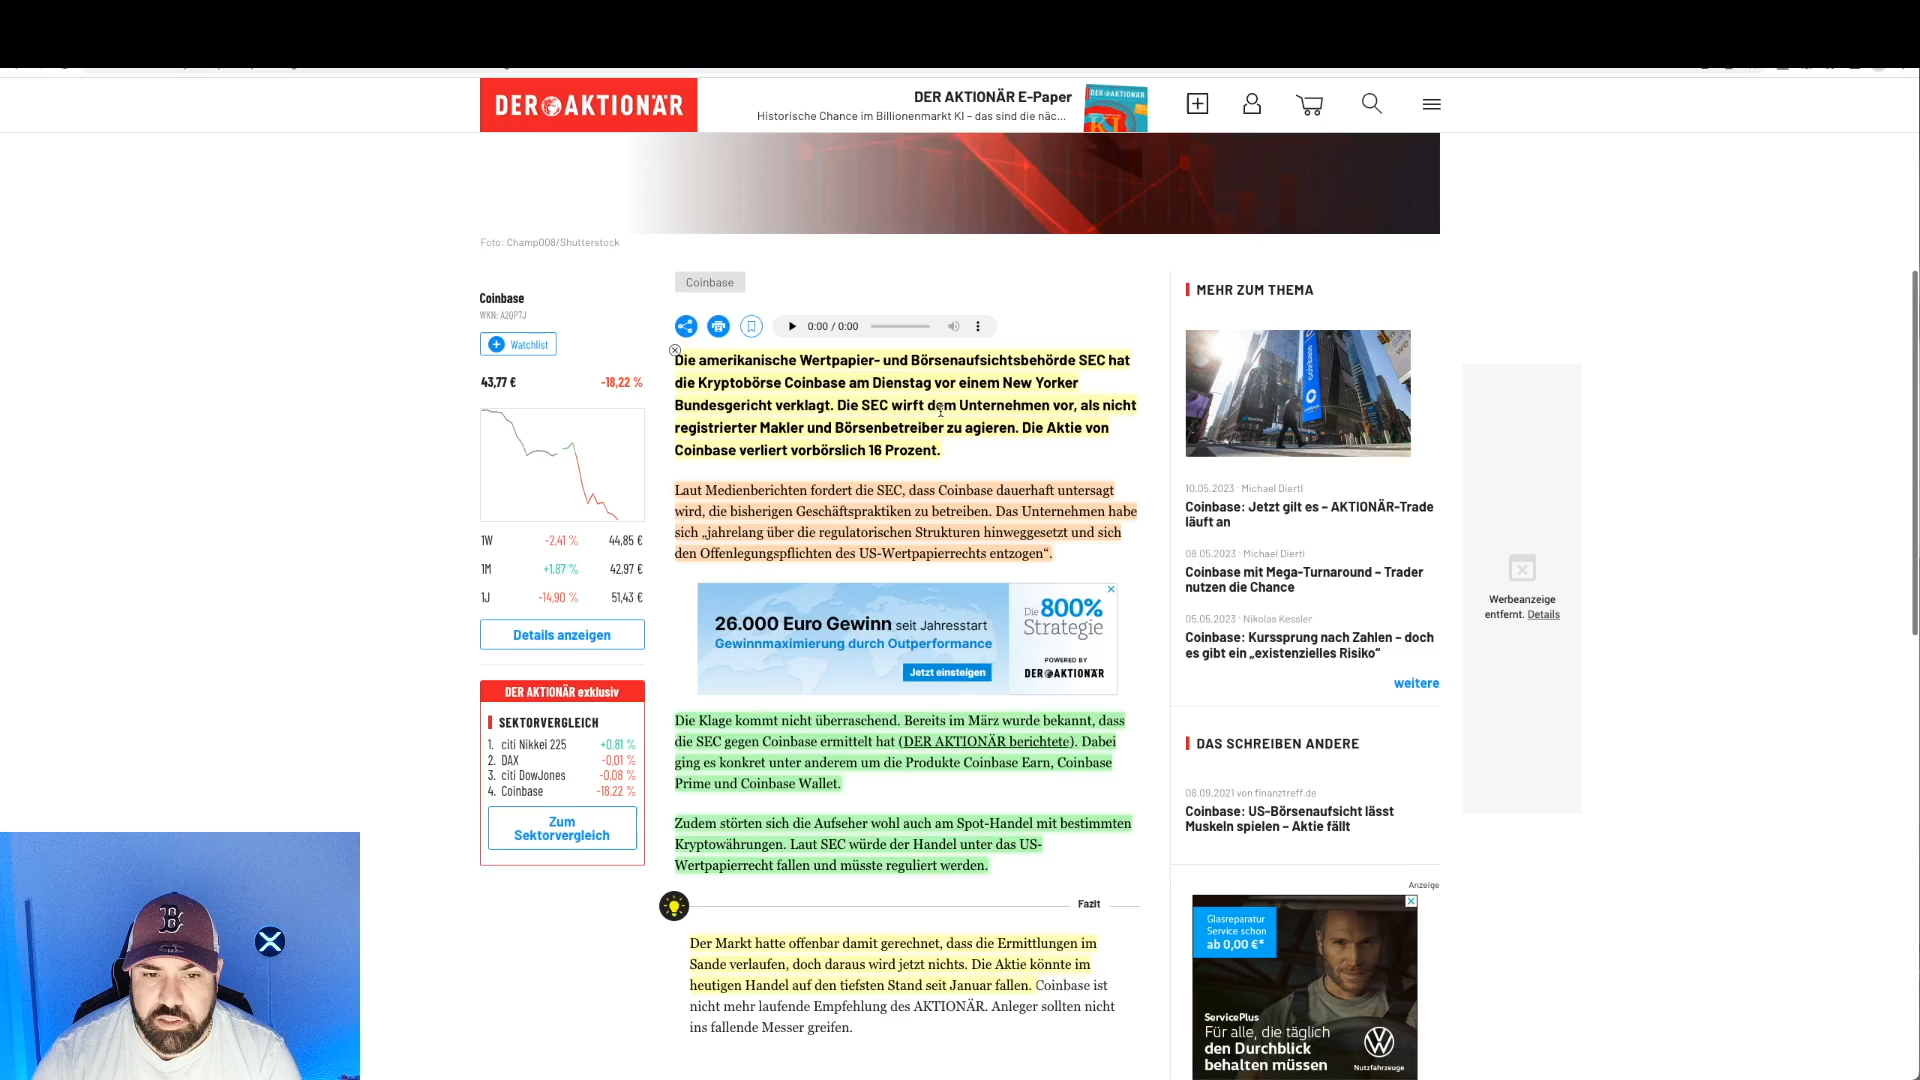 DER AKTIONÄR
DER AKTIONÄR E-Paper
Historische Chance im Billionenmarkt KI – das sind die näc...
DER AKTIONÄR
KI
Foto: Champ008/Shutterstock
Coinbase
WKN: A2QP7J
Watchlist
43,77 € -18,22 %
1W -2,41 % 44,85 €
1M +1,87 % 42,97 €
1J -14,90 % 51,43 €
Details anzeigen
DER AKTIONÄR exklusiv
SEKTORVERGLEICH
1. citi Nikkei 225 +0,81 %
2. DAX -0,01 %
3. citi DowJones -0,08 %
4. Coinbase -18,22 %
Zum
Sektorvergleich
B
Coinbase
0:00 / 0:00
Die amerikanische Wertpapier- und Börsenaufsichtsbehörde SEC hat
die Kryptobörse Coinbase am Dienstag vor einem New Yorker
Bundesgericht verklagt. Die SEC wirft dem Unternehmen vor, als nicht
registrierter Makler und Börsenbetreiber zu agieren. Die Aktie von
Coinbase verliert vorbörslich 16 Prozent.
Laut Medienberichten fordert die SEC, dass Coinbase dauerhaft untersagt
wird, die bisherigen Geschäftspraktiken zu betreiben. Das Unternehmen habe
sich „jahrelang über die regulatorischen Strukturen hinweggesetzt und sich
den Offenlegungspflichten des US-Wertpapierrechts entzogen“.
26.000 Euro Gewinn seit Jahresstart
Gewinnmaximierung durch Outperformance
Jetzt einsteigen
Die 800%
Strategie
POWERED BY
DER AKTIONÄR
Die Klage kommt nicht überraschend. Bereits im März wurde bekannt, dass
die SEC gegen Coinbase ermittelt hat (DER AKTIONÄR berichtete). Dabei
ging es konkret unter anderem um die Produkte Coinbase Earn, Coinbase
Prime und Coinbase Wallet.
Zudem störten sich die Aufseher wohl auch am Spot-Handel mit bestimmten
Kryptowährungen. Laut SEC würde der Handel unter das US-
Wertpapierrecht fallen und müsste reguliert werden.
Fazit
Der Markt hatte offenbar damit gerechnet, dass die Ermittlungen im
Sande verlaufen, doch daraus wird jetzt nichts. Die Aktie könnte im
heutigen Handel auf den tiefsten Stand seit Januar fallen. Coinbase ist
nicht mehr laufende Empfehlung des AKTIONÄR. Anleger sollten nicht
ins fallende Messer greifen.
MEHR ZUM THEMA
coinbase
10.05.2023 · Michael Diertl
Coinbase: Jetzt gilt es – AKTIONÄR-Trade
läuft an
08.05.2023 · Michael Diertl
Coinbase mit Mega-Turnaround – Trader
nutzen die Chance
05.05.2023 · Nikolas Kessler
Coinbase: Kurssprung nach Zahlen – doch
es gibt ein „existenzielles Risiko“
weitere
DAS SCHREIBEN ANDERE
08.09.2021 von finanztreff.de
Coinbase: US-Börsenaufsicht lässt
Muskeln spielen – Aktie fällt
Anzeige
Glasreparatur
Service schon
ab 0,00 €*
ServicePlus
Für alle, die täglich
den Durchblick
behalten müssen
Nutzfahrzeuge
Werbeanzeige
entfernt. Details